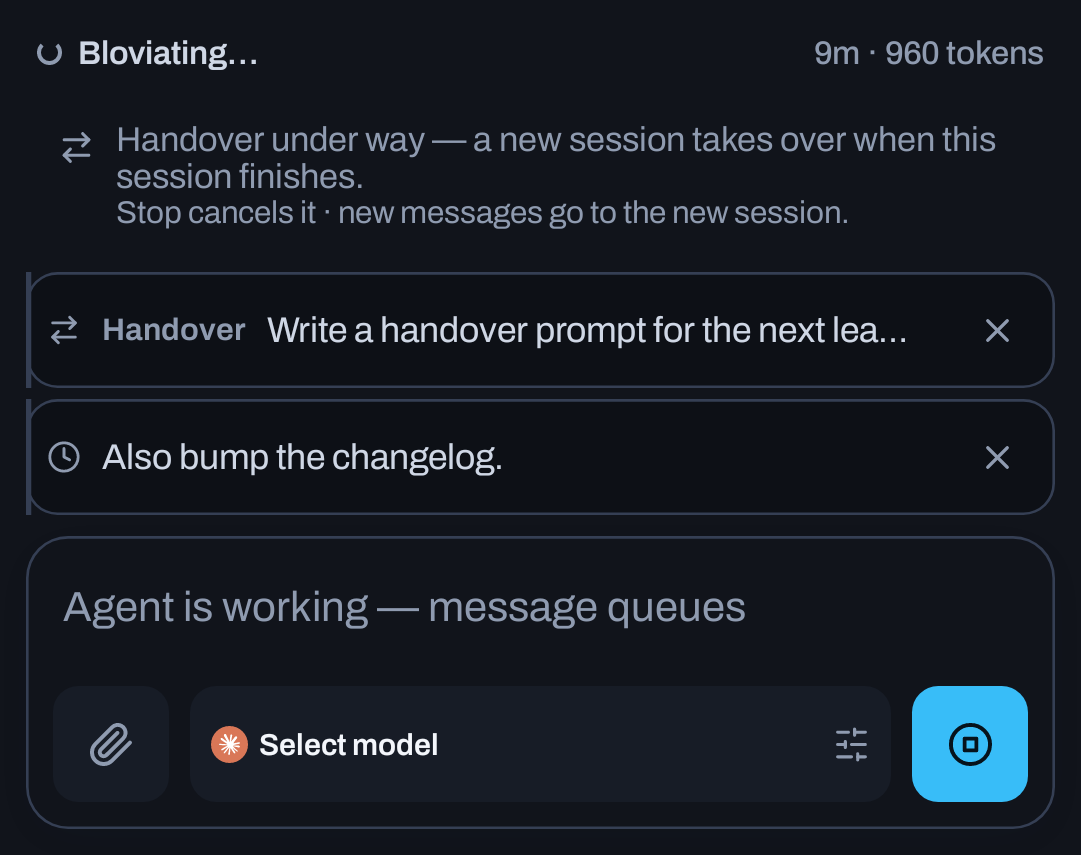 Bloviating...
9m · 960 tokens
Handover under way — a new session takes over when this
session finishes.
Stop cancels it · new messages go to the new session.
Handover Write a handover prompt for the next lea...
Also bump the changelog.
Agent is working — message queues
Select model